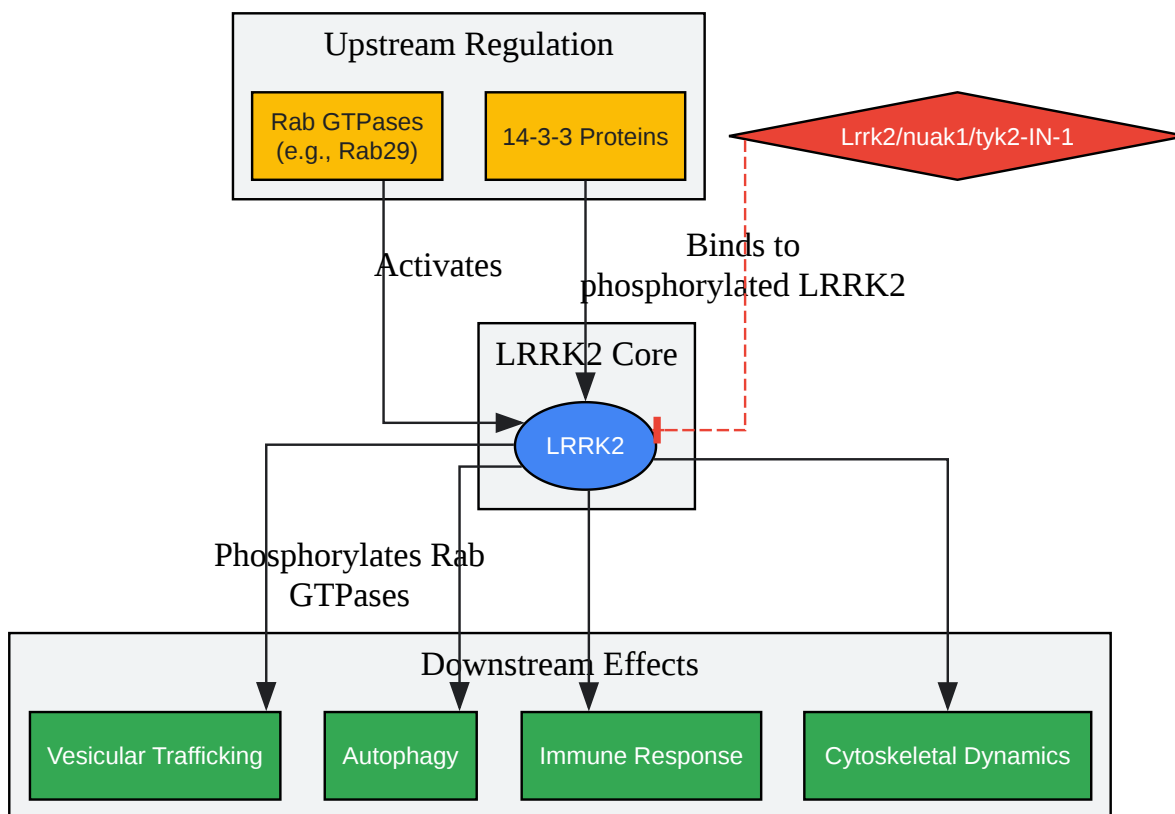 Upstream Regulation
Rab GTPases
(e.g., Rab29)
14-3-3 Proteins
Lrrk2/nuak1/tyk2-IN-1
Activates
Binds to
phosphorylated LRRK2
LRRK2 Core
LRRK2
Phosphorylates Rab
GTPases
Downstream Effects
Vesicular Trafficking
Autophagy
Immune Response
Cytoskeletal Dynamics